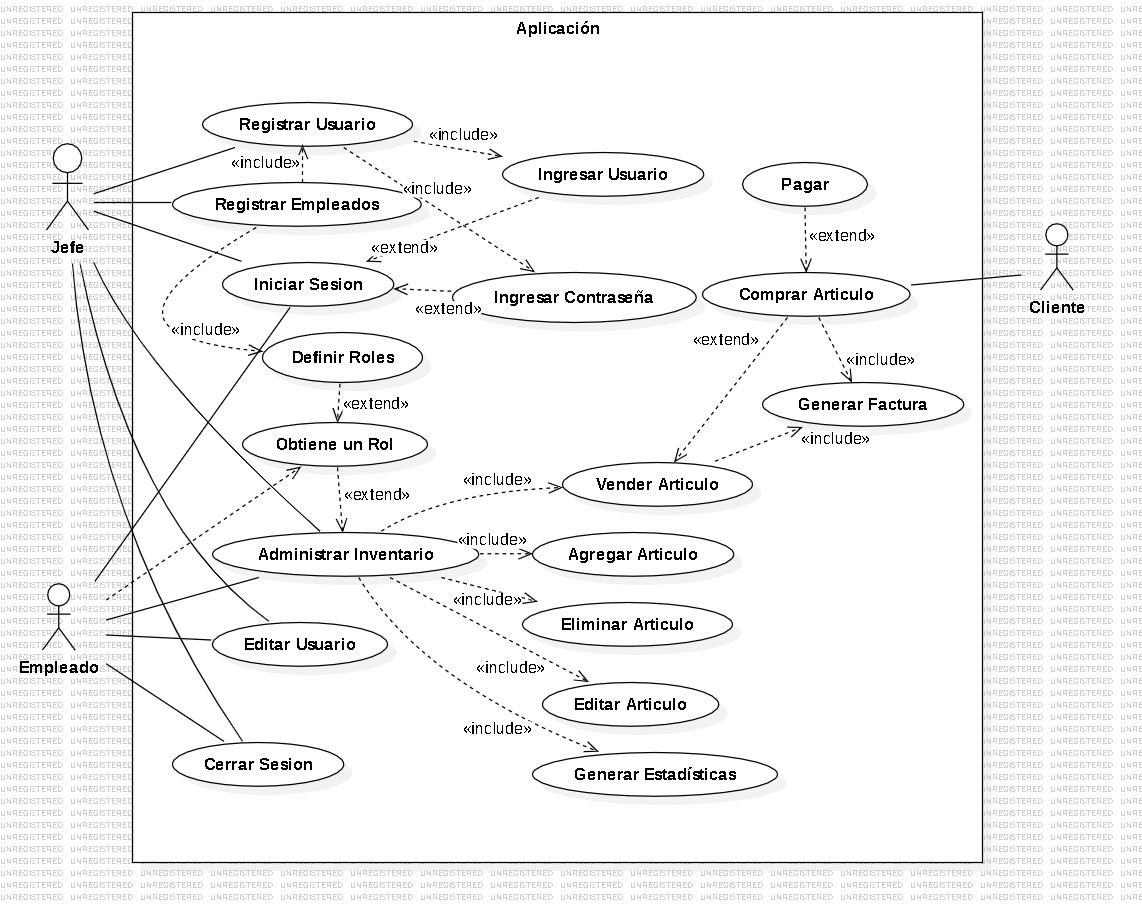 Aplicación
Registrar Usuario
«include»
«include»
Ingresar Usuario
Pagar
«include»
Registrar Empleados
Jefe
«extend»
«extend»
Iniciar Sesion
Ingresar Contraseña
Comprar Articulo
Cliente
«extend»
«include»
«extend»
Definir Roles
«include»
«extend»
Generar Factura
Obtiene un Rol
«include»
«extend»
«include»
Vender Articulo
«include»
Administrar Inventario
Agregar Articulo
«include»
Eliminar Articulo
Editar Usuario
Empleado
«include»
Editar Articulo
«include»
Cerrar Sesion
Generar Estadísticas
UNREGISTERED